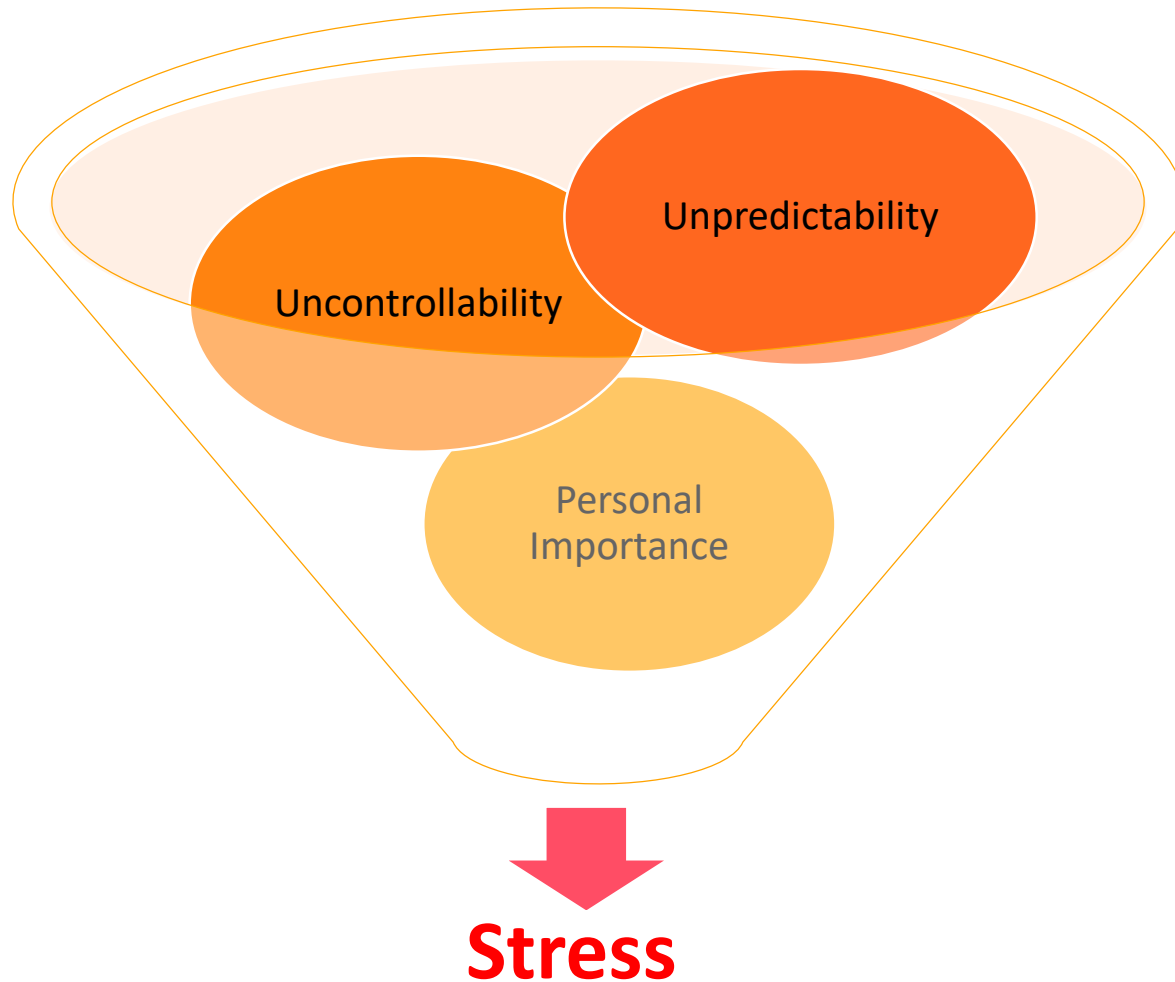 Unpredictability
Uncontrollability
Personal
Importance
Stress